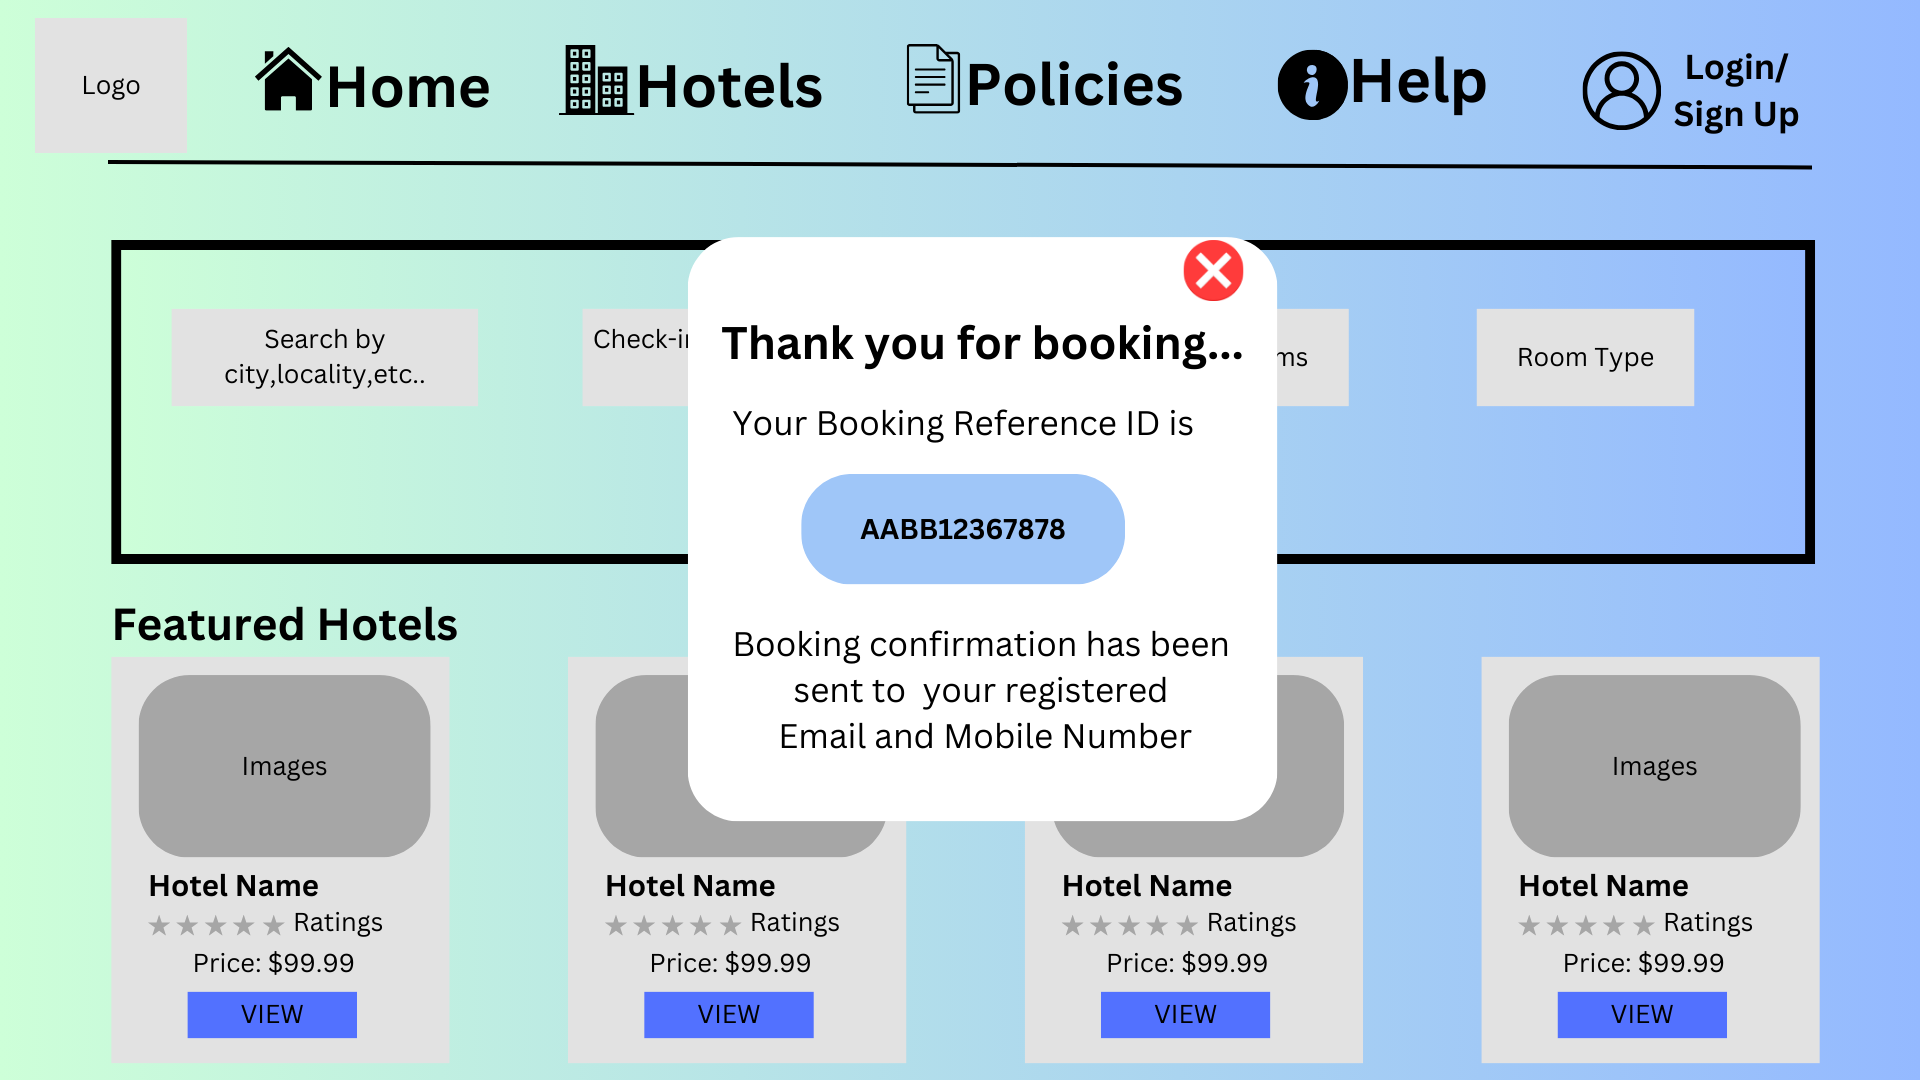 Logo
Home
Hotels
Policies
Help
Login/
Sign Up
Search by
city,locality,etc..
Room Type
Thank you for booking...
Your Booking Reference ID is
AABB12367878
Booking confirmation has been
sent to  your registered
Email and Mobile Number
Featured Hotels
Images
Images
Hotel Name
Ratings
Price: $99.99
VIEW
Hotel Name
Ratings
Price: $99.99
VIEW
Hotel Name
Ratings
Price: $99.99
VIEW
Hotel Name
Ratings
Price: $99.99
VIEW